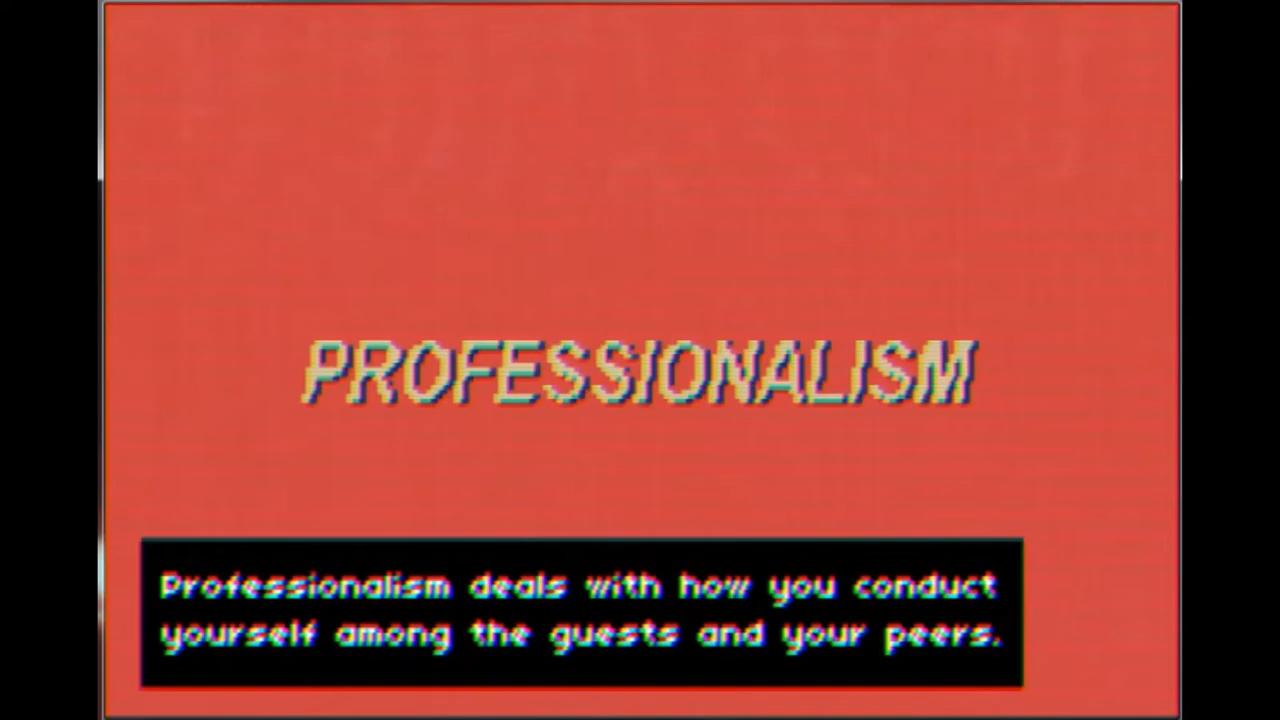 PROFESSIONALISM
Professionalism deals with how you conduct
yourself among the guests and your peers.